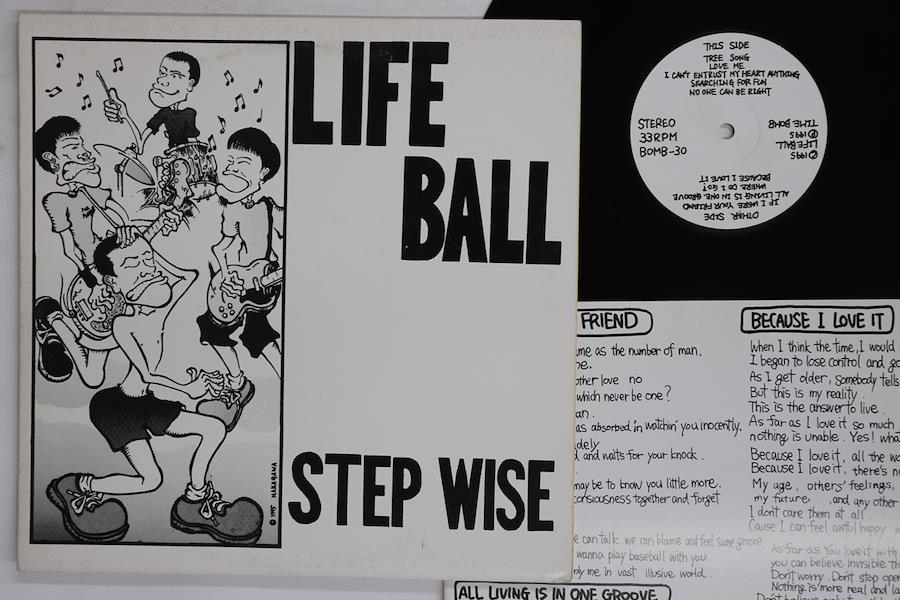 LIFE
BALL
STEP WISE
© 1995 NAKAGAWA
THIS SIDE
TREE SONG
LOVE ME
I CAN'T ENTRUST MY HEART ANYTHING
SEARCHING FOR FUN
NO ONE CAN BE RIGHT
STEREO
33RPM
BOMB-30
© 1995
LIFEBALL
℗ 1995
TIME BOMB
OTHER SIDE
IF I WERE YOUR FRIEND
ALL LIVING IS IN ONE GROOVE
WHERE DO I GO?
BECAUSE I LOVE IT
FRIEND
me as the number of man.
ne.
other love no
which never be one?
an.
as absorbed in watchin' you inocently.
dely
and waits for your knock.
may be to know you little more.
consiousness together and forget
e can talk. we can blame and feel same groove
wanna play baseball with you.
nly me in vast illusive world..
ALL LIVING IS IN ONE GROOVE
BECAUSE I LOVE IT
When I think the time, I would
I began to lose control and go
As I get older, somebody tells
But this is my reality.
This is the answer to live.
As far as I love it so much
nothing is unable. Yes! what
Because I love it, all the wo
Because I love it, there's no
My age, others' feelings,
my future and any other
I don't care them at all
Cause I can feel awful happy w
As far as You love it with
you can believe invisible th
Don't worry. Don't stop oper
Nothing is more real and la